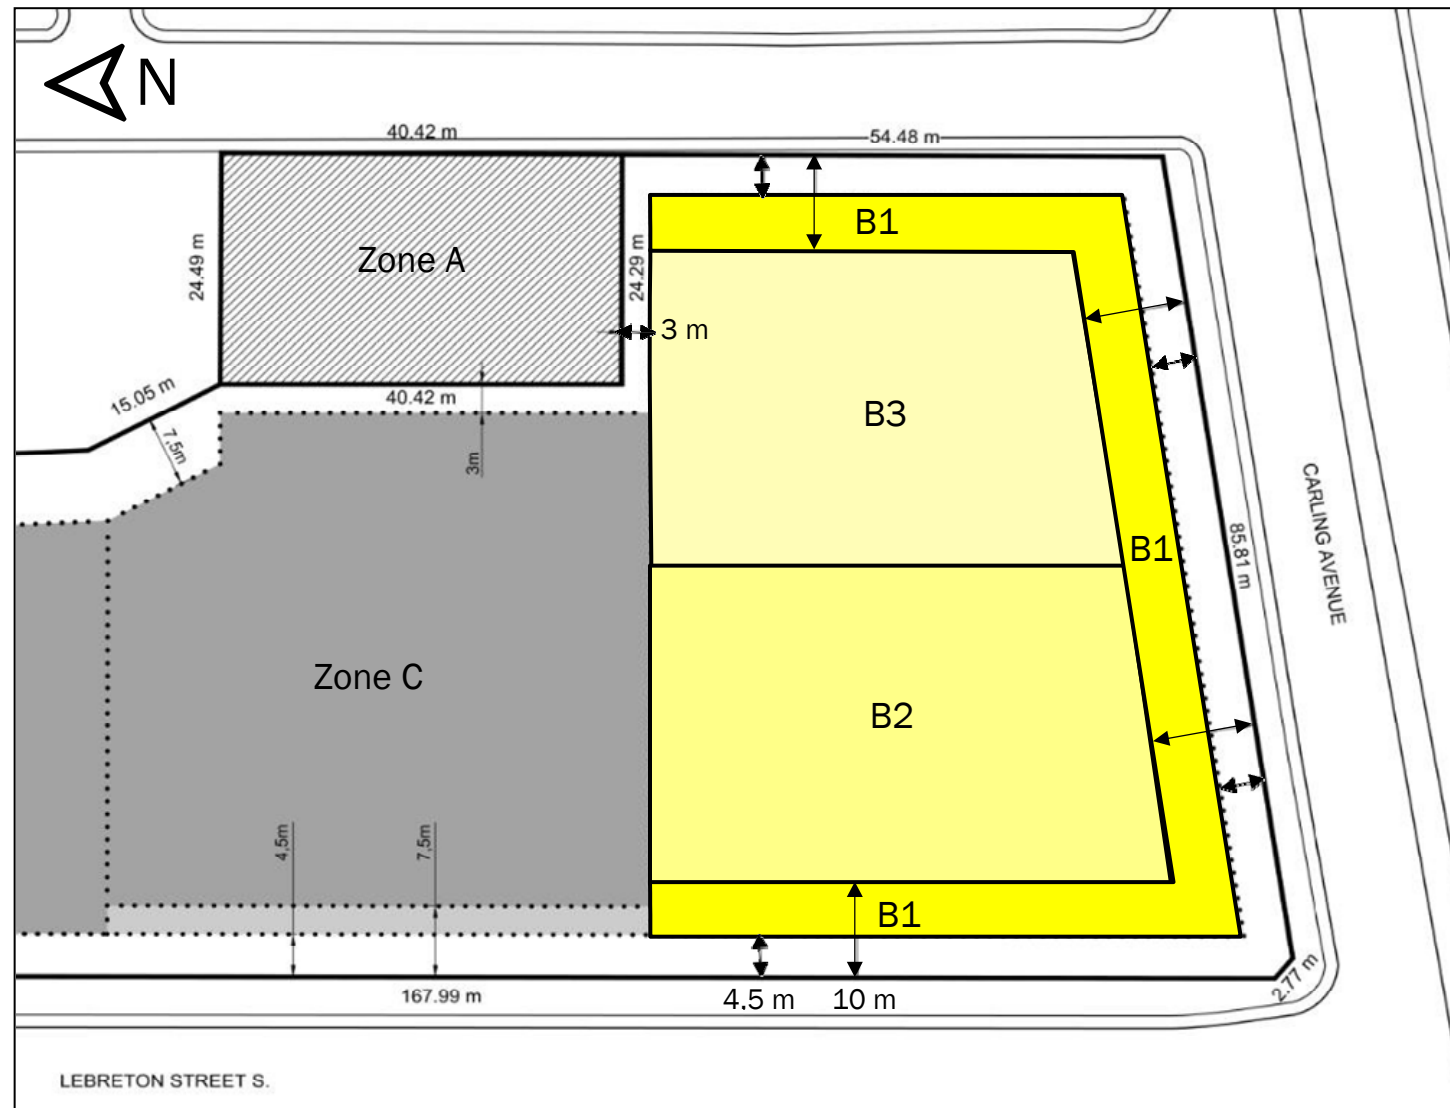 N
40.42 m
54.48 m
B1
24.49 m
Zone A
24.29 m
3 m
15.05 m
40.42 m
7,5m
3m
B3
CARLING AVENUE
85.81 m
B1
Zone C
B2
4,5m
7,5m
B1
2.77 m
167.99 m
4.5 m
10 m
LEBRETON STREET S.